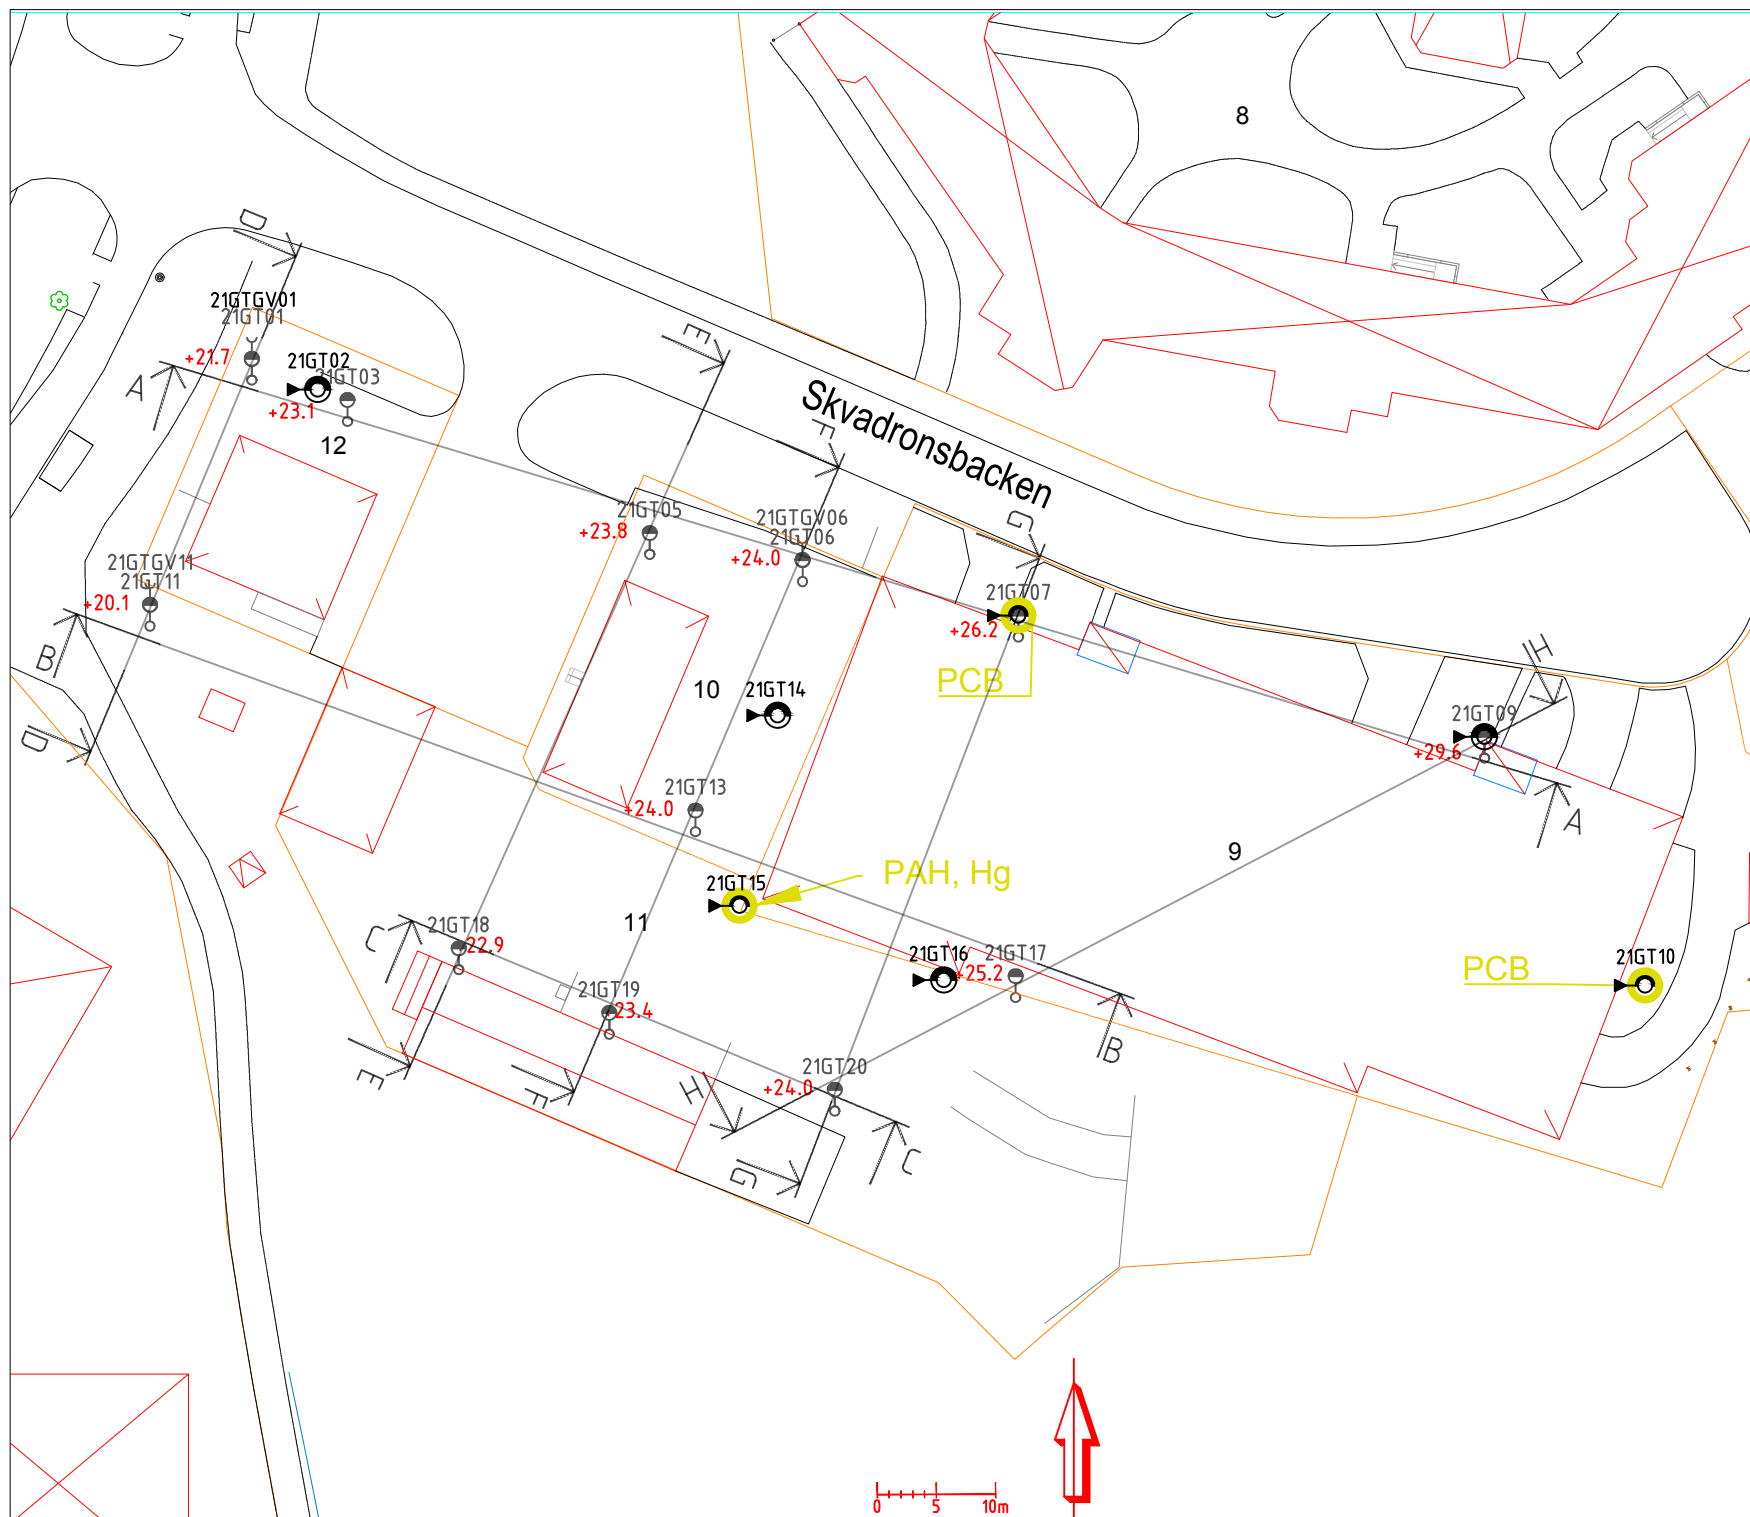 8
D
21GTGV01
21GT01
+21.7
21GT02
21GT03
+23.1
A
12
E
Skvadronsbacken
F
21GT05
+23.8
21GTGV06
21GT06
+24.0
G
21GTGV11
21GT11
+20.1
21GT07
+26.2
PCB
B
D
10
21GT14
H
21GT09
+29.6
A
21GT13
+24.0
9
21GT15
PAH, Hg
11
C
21GT18
+22.9
21GT16
21GT17
+25.2
PCB
21GT10
21GT19
+23.4
B
E
F
H
21GT20
+24.0
C
G
0
5
10m